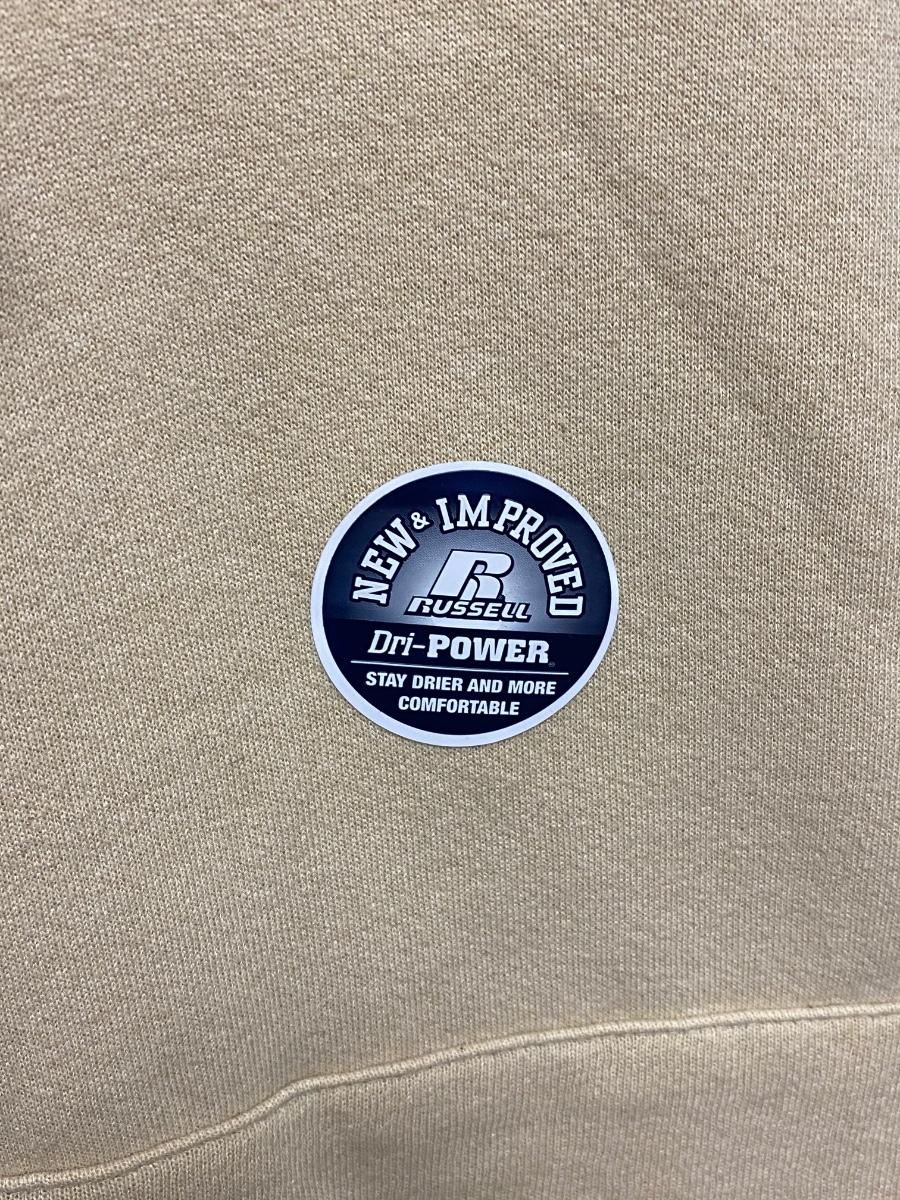 NEW & IMPROVED
R
RUSSELL
Dri-POWER®
STAY DRIER AND MORE
COMFORTABLE